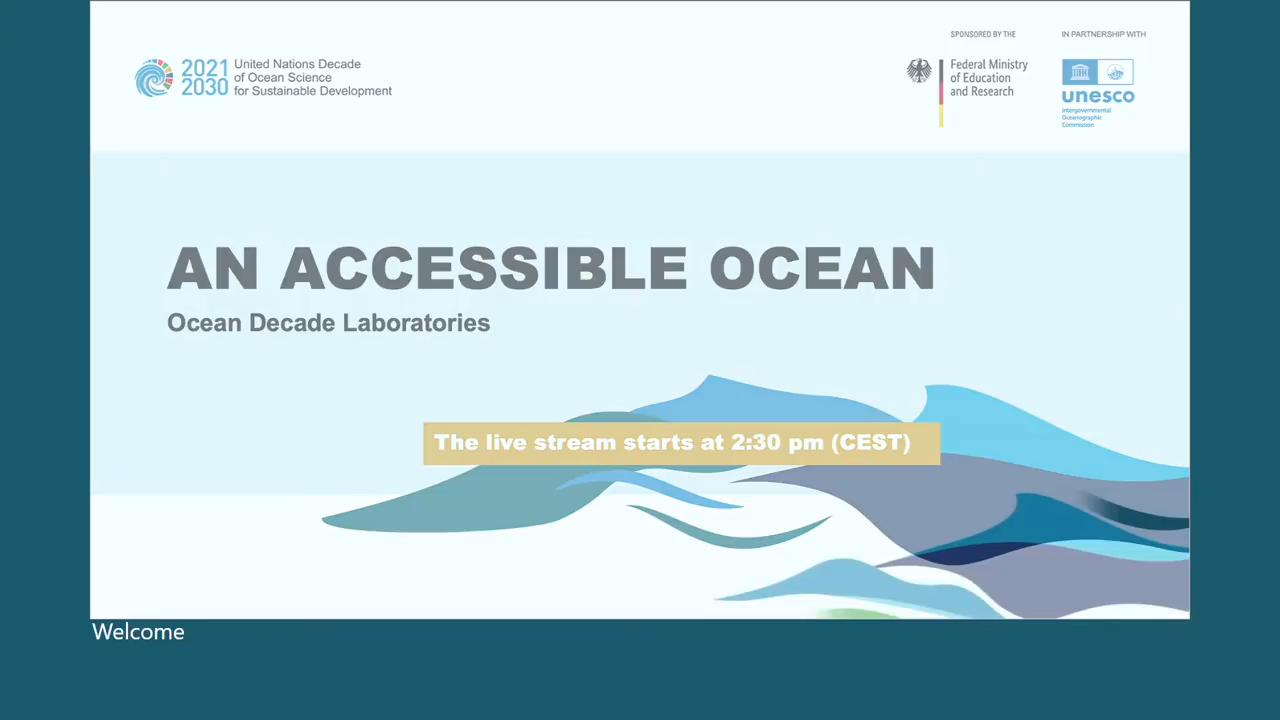 2021
2030
United Nations Decade
of Ocean Science
for Sustainable Development
SPONSORED BY THE
Federal Ministry
of Education
and Research
IN PARTNERSHIP WITH
unesco
Intergovernmental
Oceanographic
Commission
AN ACCESSIBLE OCEAN
Ocean Decade Laboratories
The live stream starts at 2:30 pm (CEST)
Welcome